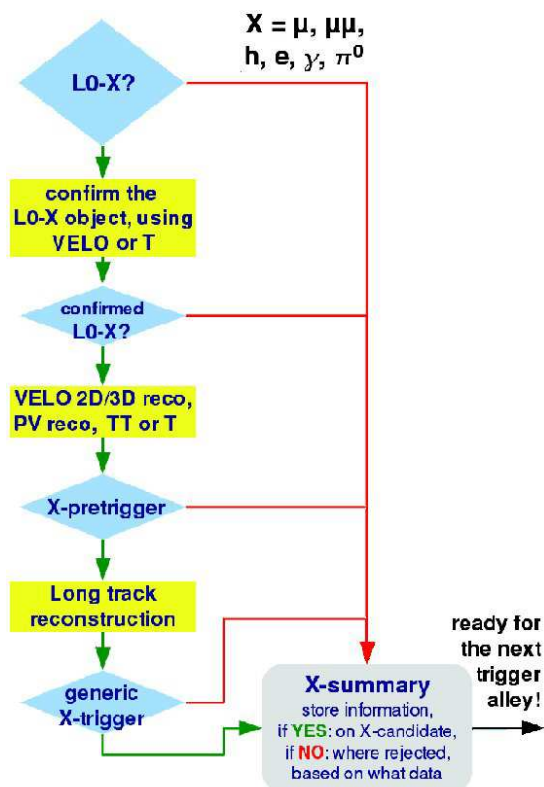 X = μ, μμ,
h, e, γ, π⁰
L0-X?
confirm the
L0-X object, using
VELO or T
confirmed
L0-X?
VELO 2D/3D reco,
PV reco, TT or T
X-pretrigger
Long track
reconstruction
generic
X-trigger
X-summary
store information,
if YES: on X-candidate,
if NO: where rejected,
based on what data
ready for
the next
trigger
alley!